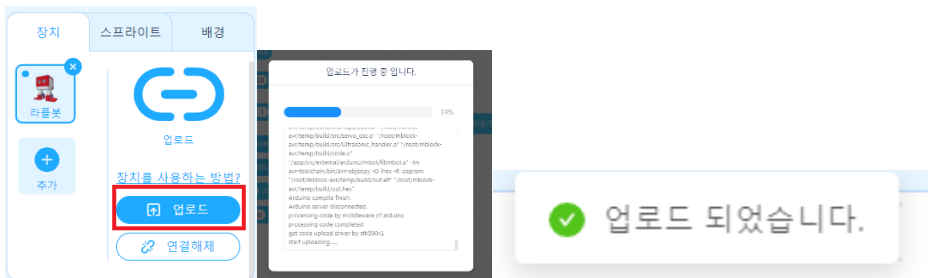 장치
스프라이트
배경
라플봇
추가
업로드
장치를 사용하는 방법?
업로드
연결해제
업로드가 진행 중 입니다.
39%
avr/temp/build/src/servo_coc.o" "/root/mblock-
avr/temp/build/src/Ultrasonic_handler.o" "/root/mblock-
avr/temp/build/code.o"
"/app/src/external/arduino/mbot/libmbot.a" -lm
avr-toolchain/bin/avr-objcopy -O ihex -R .eeprom
"/root/mblock-avr/temp/build/out.elf" "/root/mblock-
avr/temp/build/out.hex"
Arduino compile finish.
Arduino server disconnected.
processing code by middleware of arduino
processing code completed
get code upload driver by stk500v1
start uploading.....
업로드 되었습니다.